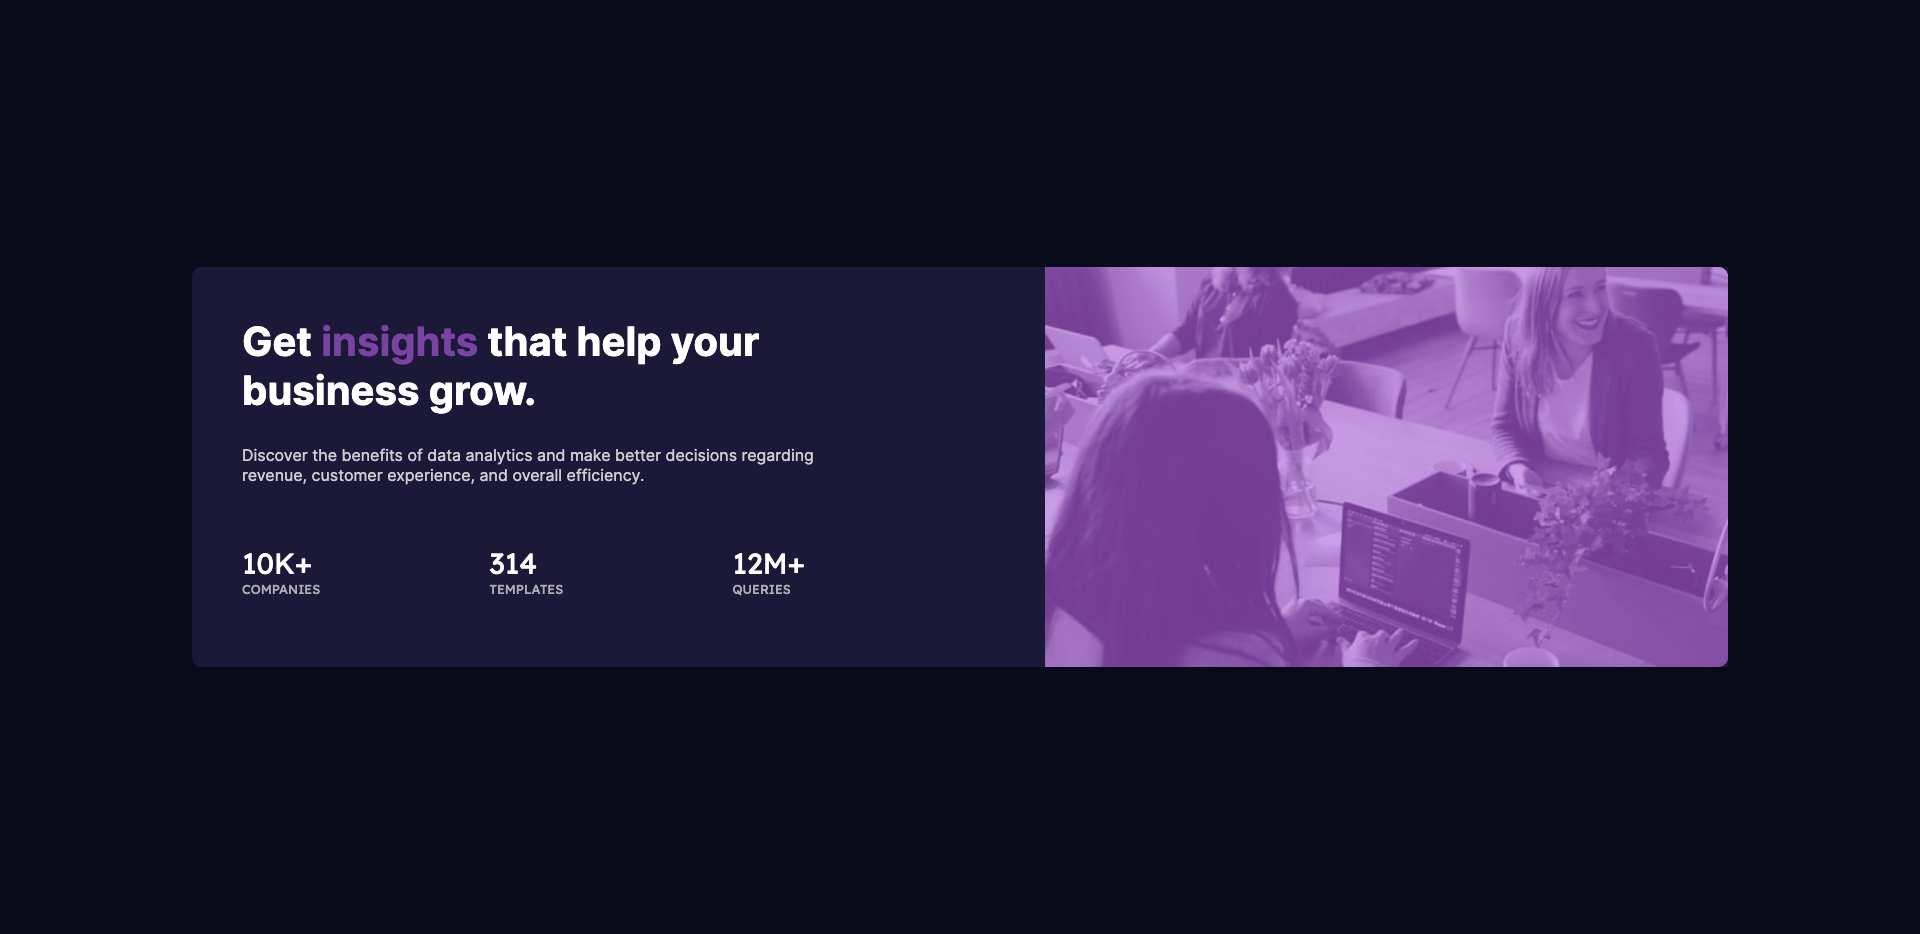 Get insights that help your
business grow.
Discover the benefits of data analytics and make better decisions regarding
revenue, customer experience, and overall efficiency.
10K+
COMPANIES
314
TEMPLATES
12M+
QUERIES